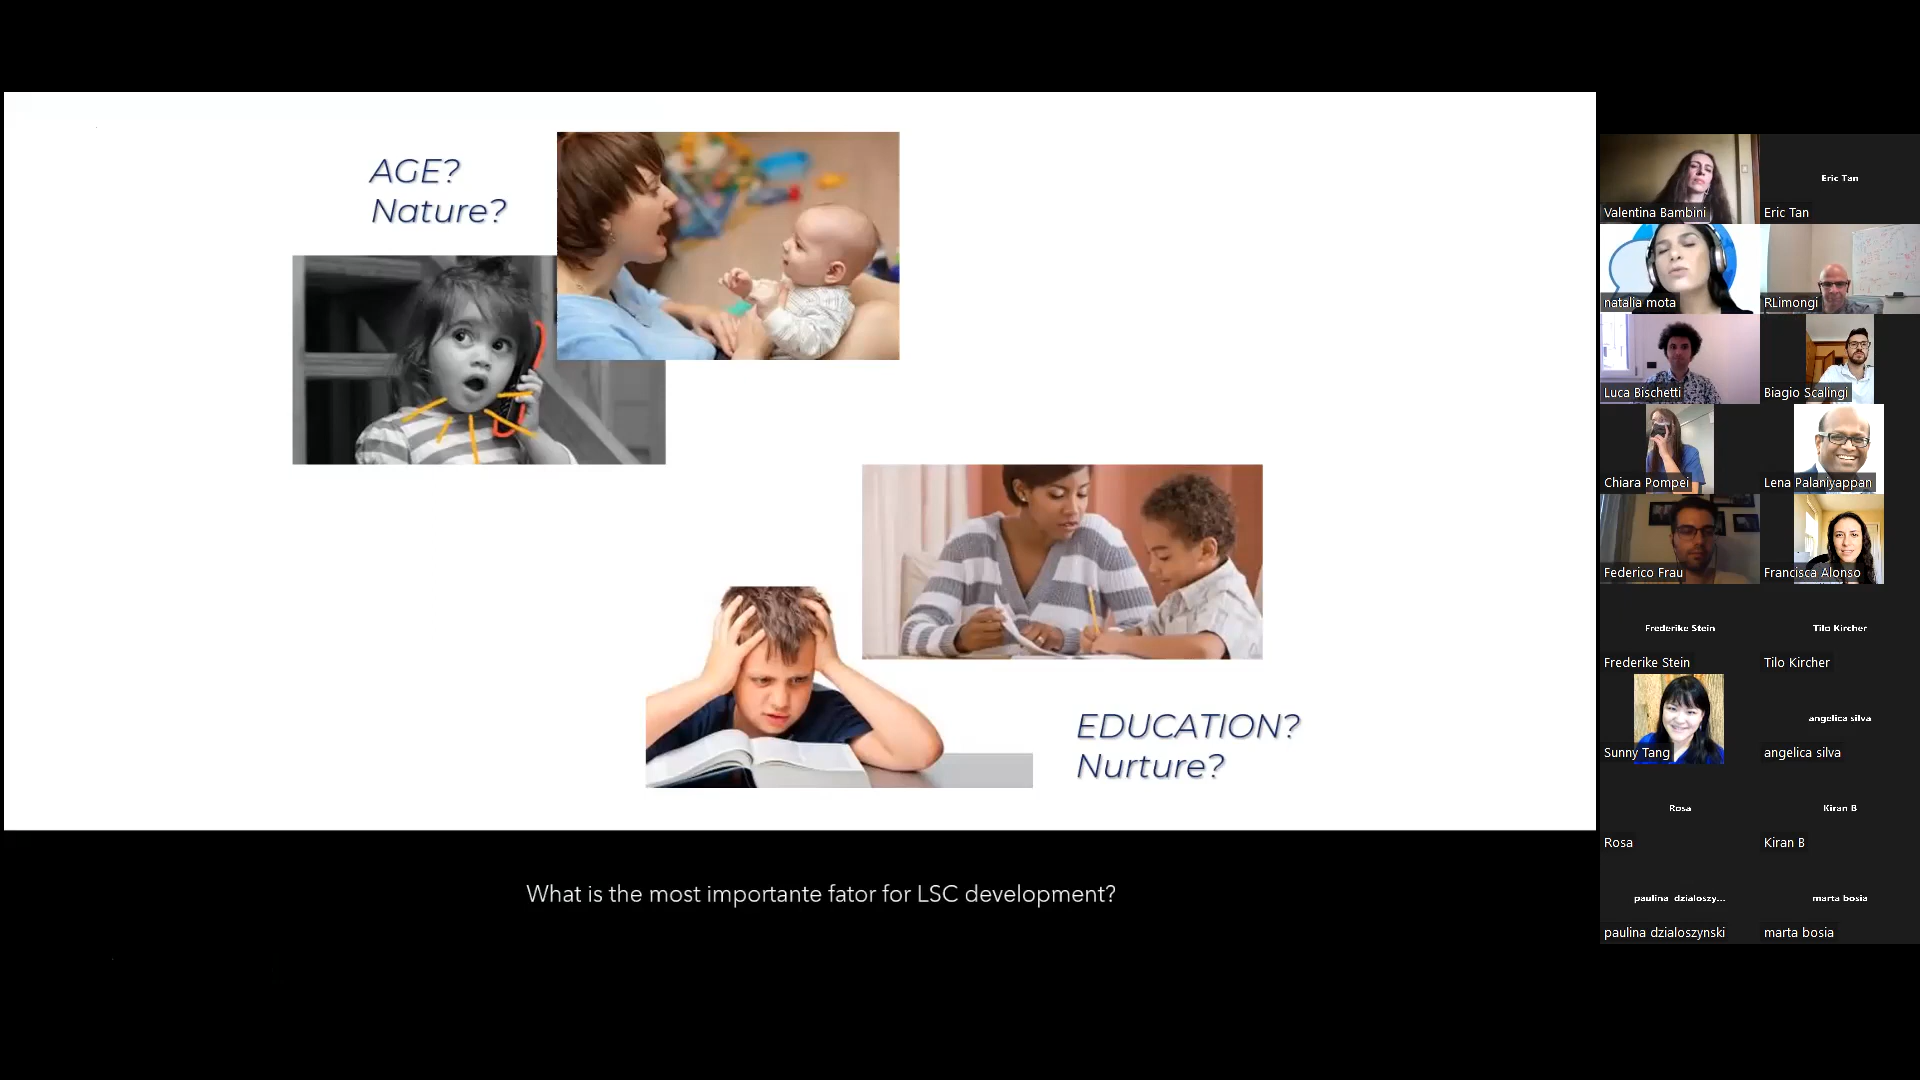 AGE?
Nature?
EDUCATION?
Nurture?
What is the most importante fator for LSC development?
Valentina Bambini
Eric Tan
Eric Tan
natalia mota
RLimongi
Luca Bischetti
Biagio Scalingi
Chiara Pompei
Lena Palaniyappan
Federico Frau
Francisca Alonso
Frederike Stein
Frederike Stein
Tilo Kircher
Tilo Kircher
Sunny Tang
angelica silva
angelica silva
Rosa
Rosa
Kiran B
Kiran B
paulina dzialoszy...
paulina dzialoszynski
marta bosia
marta bosia